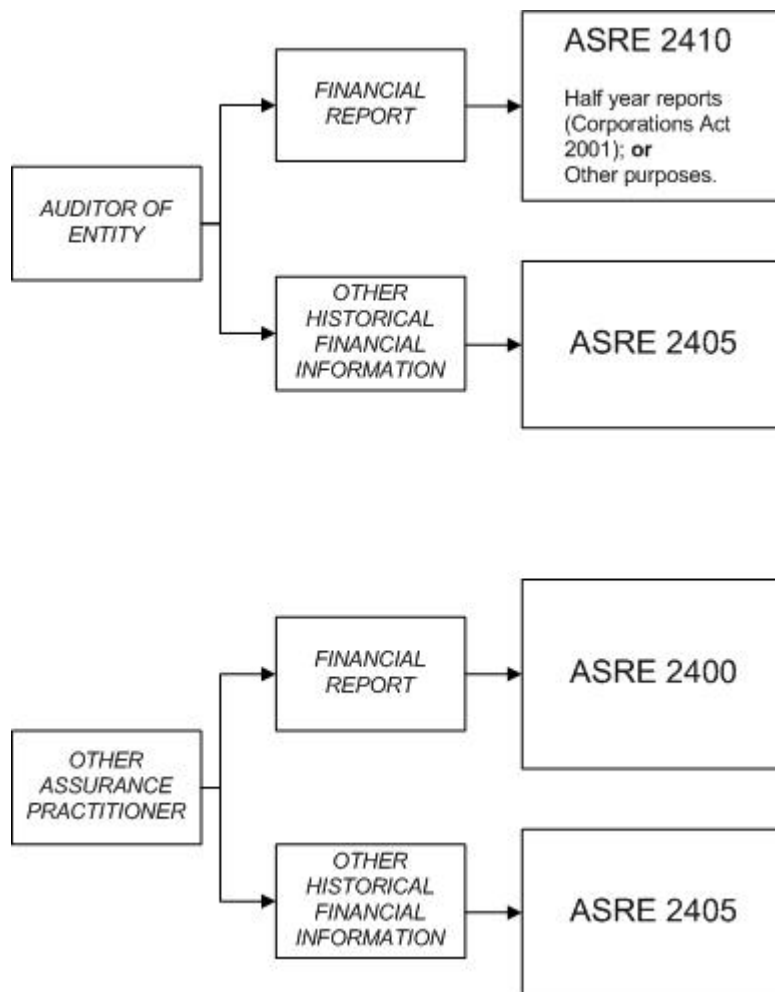 FINANCIAL
REPORT
ASRE 2410
Half year reports
(Corporations Act
2001); or
Other purposes.
AUDITOR OF
ENTITY
OTHER
HISTORICAL
FINANCIAL
INFORMATION
ASRE 2405
FINANCIAL
REPORT
ASRE 2400
OTHER
ASSURANCE
PRACTITIONER
OTHER
HISTORICAL
FINANCIAL
INFORMATION
ASRE 2405